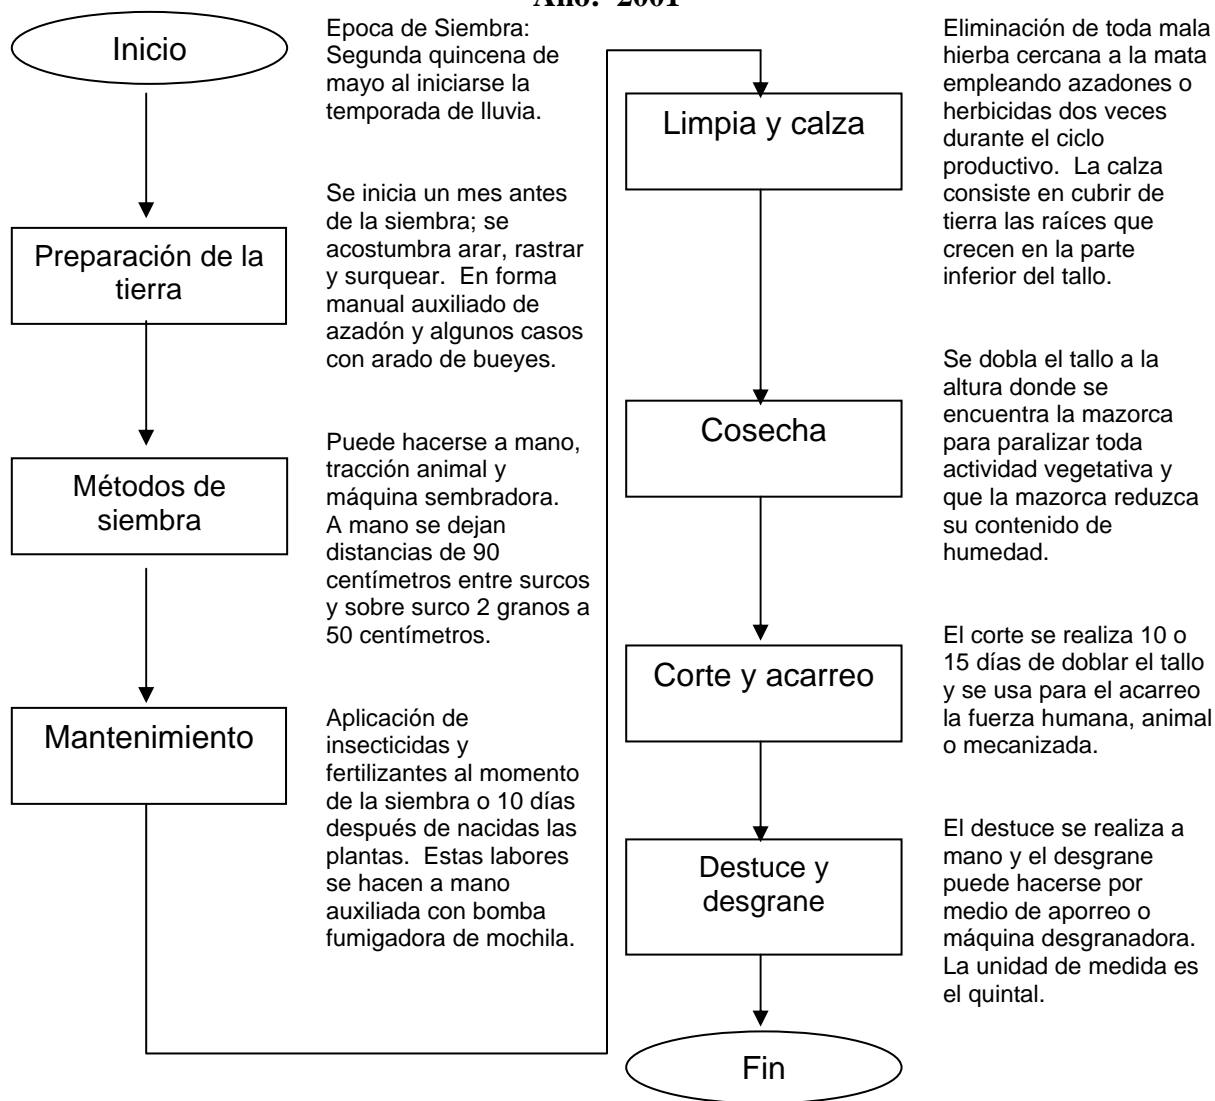 Año: 2001
Inicio
Epoca de Siembra:
Segunda quincena de
mayo al iniciarse la
temporada de lluvia.
Preparación de la
tierra
Se inicia un mes antes
de la siembra; se
acostumbra arar, rastrar
y surquear. En forma
manual auxiliado de
azadón y algunos casos
con arado de bueyes.
Métodos de
siembra
Puede hacerse a mano,
tracción animal y
máquina sembradora.
A mano se dejan
distancias de 90
centímetros entre surcos
y sobre surco 2 granos a
50 centímetros.
Mantenimiento
Aplicación de
insecticidas y
fertilizantes al momento
de la siembra o 10 días
después de nacidas las
plantas. Estas labores
se hacen a mano
auxiliada con bomba
fumigadora de mochila.
Limpia y calza
Eliminación de toda mala
hierba cercana a la mata
empleando azadones o
herbicidas dos veces
durante el ciclo
productivo. La calza
consiste en cubrir de
tierra las raíces que
crecen en la parte
inferior del tallo.
Cosecha
Se dobla el tallo a la
altura donde se
encuentra la mazorca
para paralizar toda
actividad vegetativa y
que la mazorca reduzca
su contenido de
humedad.
Corte y acarreo
El corte se realiza 10 o
15 días de doblar el tallo
y se usa para el acarreo
la fuerza humana, animal
o mecanizada.
Destuce y
desgrane
El destuce se realiza a
mano y el desgrane
puede hacerse por
medio de aporreo o
máquina desgranadora.
La unidad de medida es
el quintal.
Fin